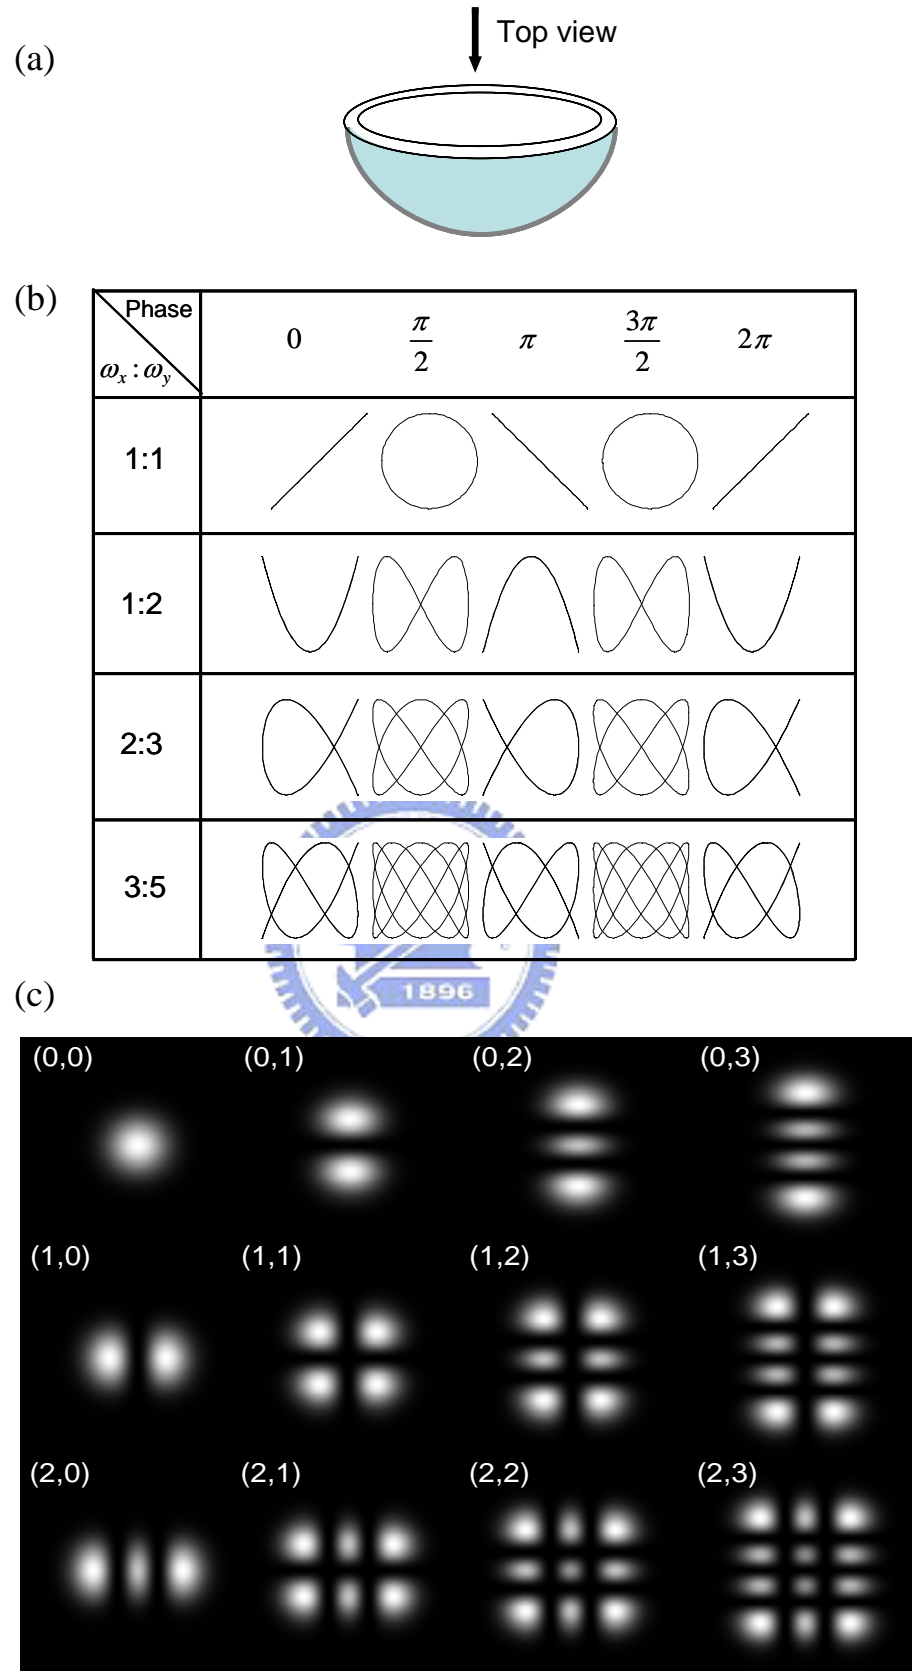 (a)
Top view
(b)
Phase
ωx : ωy
0
π/2
π
3π/2
2π
1:1
1:2
2:3
3:5
1896
(c)
(0,0) (0,1) (0,2) (0,3)
(1,0) (1,1) (1,2) (1,3)
(2,0) (2,1) (2,2) (2,3)